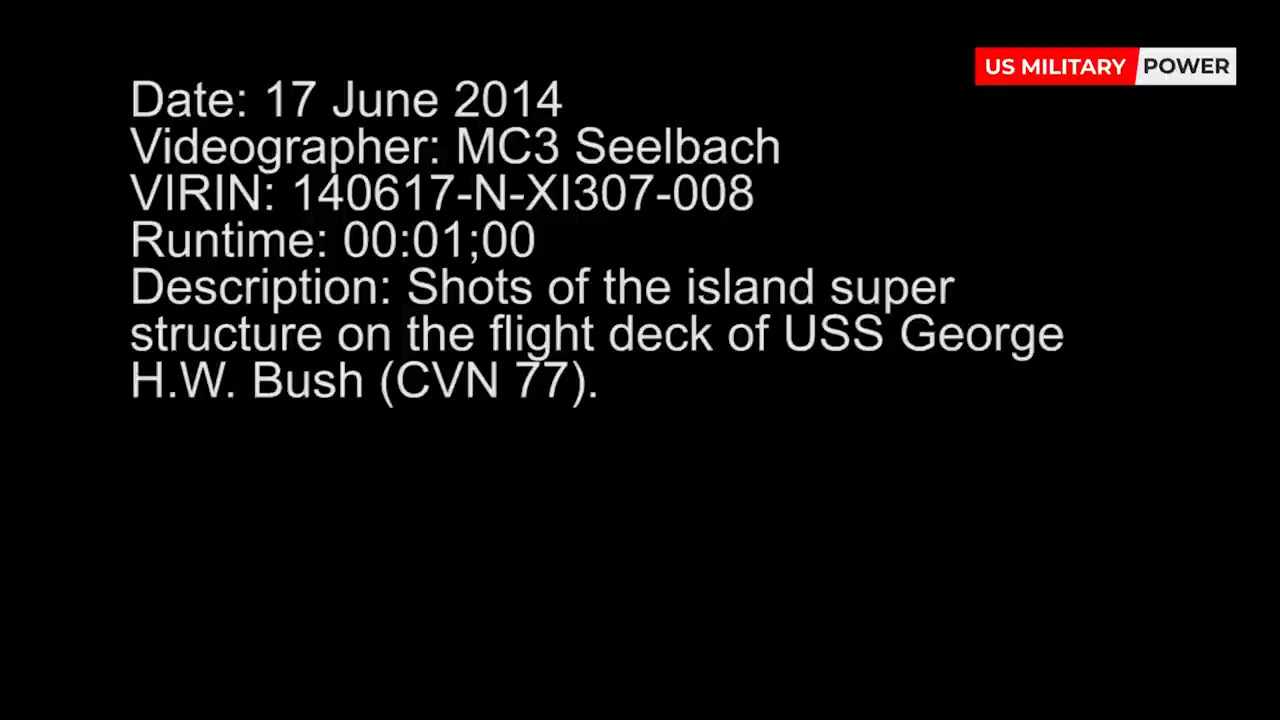 US MILITARY POWER
Date: 17 June 2014
Videographer: MC3 Seelbach
VIRIN: 140617-N-XI307-008
Runtime: 00:01;00
Description: Shots of the island super
structure on the flight deck of USS George
H.W. Bush (CVN 77).